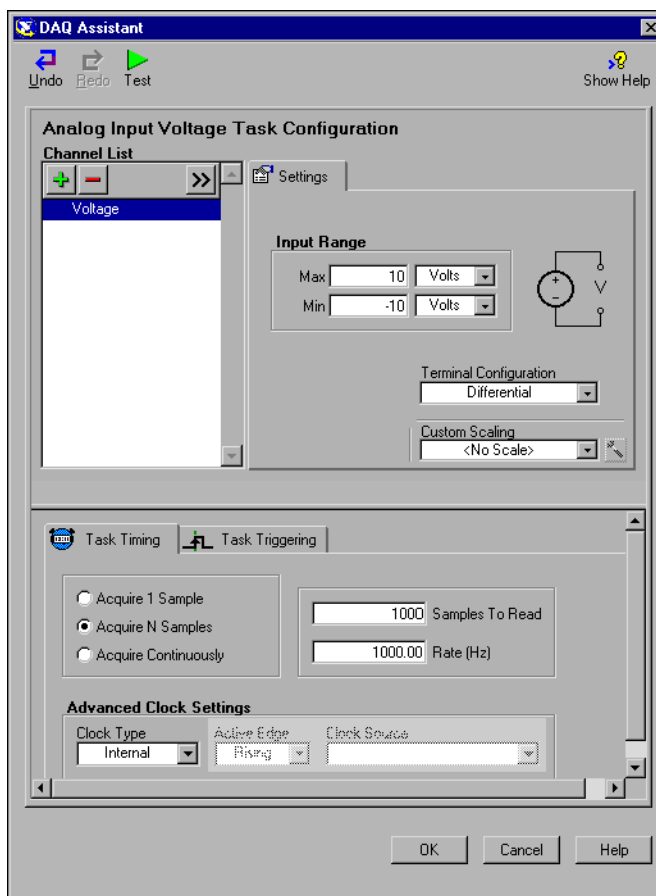 DAQ Assistant
Undo Redo Test Show Help
Analog Input Voltage Task Configuration
Channel List
Settings
Voltage
Input Range
Max 10 Volts
Min -10 Volts
V
Terminal Configuration
Differential
Custom Scaling
<No Scale>
Task Timing Task Triggering
Acquire 1 Sample
Acquire N Samples
Acquire Continuously
1000 Samples To Read
1000.00 Rate (Hz)
Advanced Clock Settings
Clock Type Active Edge Clock Source
Internal Rising
OK Cancel Help